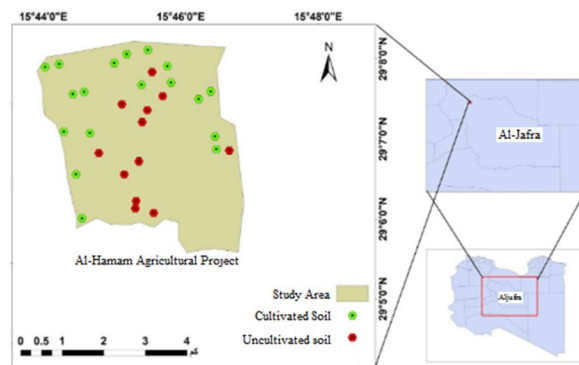 15°44'0"E 15°46'0"E 15°48'0"E
N
29°8'0"N
29°7'0"N
29°6'0"N
29°5'0"N
Al-Jafra
Al-Hamam Agricultural Project
Aljufra
Study Area
Cultivated Soil
Uncultivated soil
0 0.5 1 2 3 4
كم